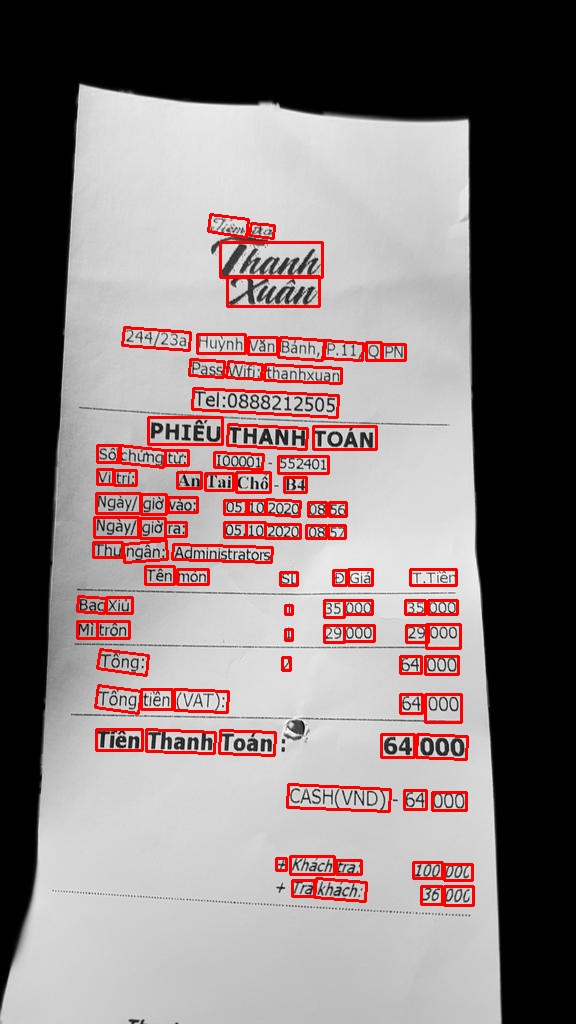 Tiệm trà
Thanh
Xuân
244/23a Huỳnh Văn Bánh, P.11, Q PN
Pass Wifi: thanhxuan
Tel:0888212505
PHIẾU THANH TOÁN
Số chứng từ: 100001 - 552401
Vị trí: Ăn Tại Chỗ - B4
Ngày/ giờ vào: 05.10.2020 08:56
Ngày/ giờ ra: 05.10.2020 08:57
Thu ngân: Administrators
Tên món SL Đ.Giá T.Tiền
Bạc Xỉu 35,000 35,000
Mì trộn 29,000 29,000
Tổng: 2 64,000
Tổng tiền (VAT): 64,000
Tiền Thanh Toán : 64,000
CASH(VND) - 64,000
+ Khách trả: 100,000
+ Trả khách: 36,000